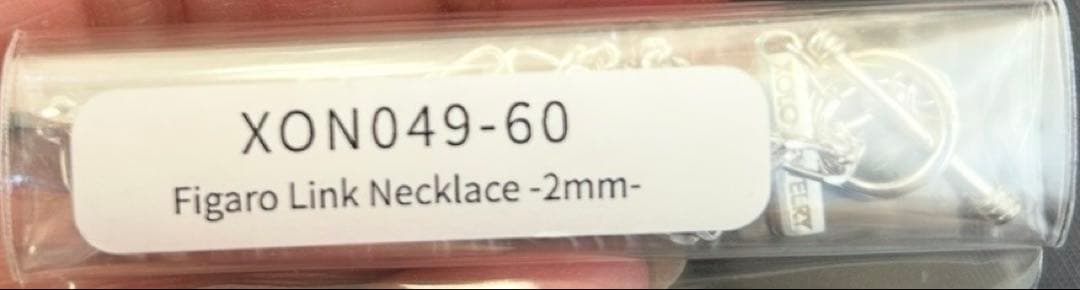 XON049-60
Figaro Link Necklace -2mm-